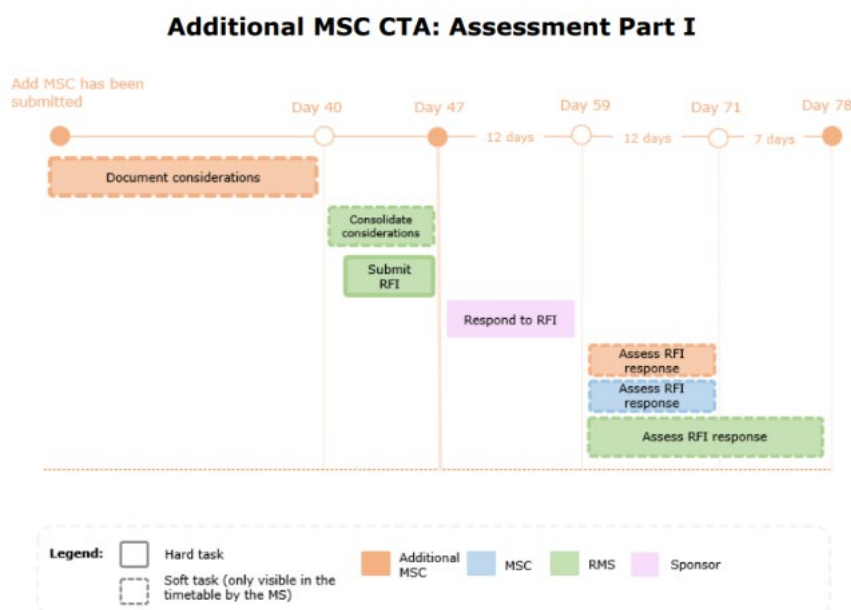 Additional MSC CTA: Assessment Part I
Add MSC has been
submitted
Day 40
Day 47
Day 59
Day 71
Day 78
12 days
12 days
7 days
Document considerations
Consolidate
considerations
Submit
RFI
Respond to RFI
Assess RFI
response
Assess RFI
response
Assess RFI response
Legend:
Hard task
Soft task (only visible in the
timetable by the MS)
Additional
MSC
MSC
RMS
Sponsor